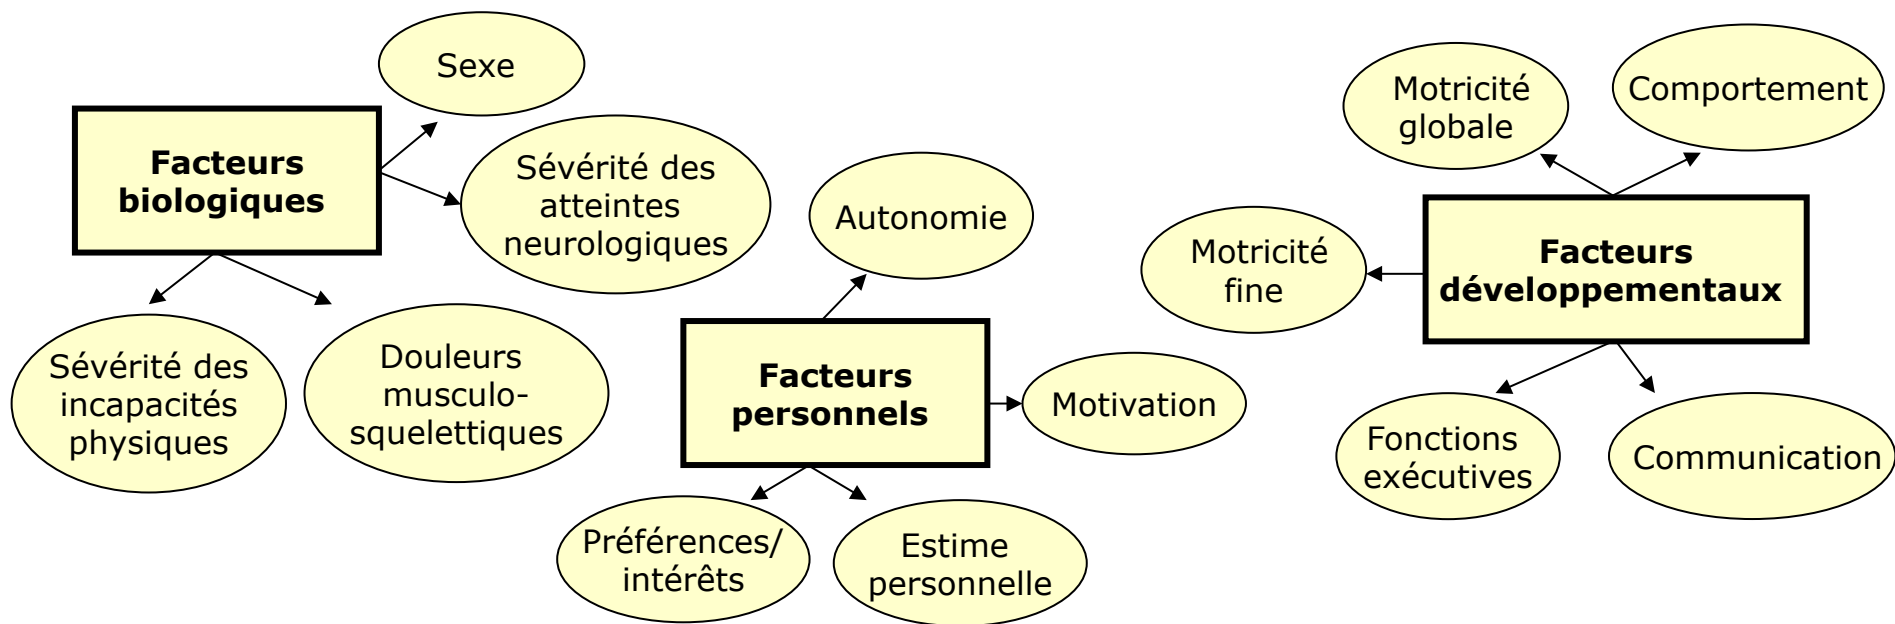 Sexe
Facteurs
biologiques
Sévérité des
atteintes
neurologiques
Sévérité des
incapacités
physiques
Douleurs
musculo-
squelettiques
Autonomie
Facteurs
personnels
Motivation
Préférences/
intérêts
Estime
personnelle
Motricité
globale
Comportement
Motricité
fine
Facteurs
développementaux
Fonctions
exécutives
Communication